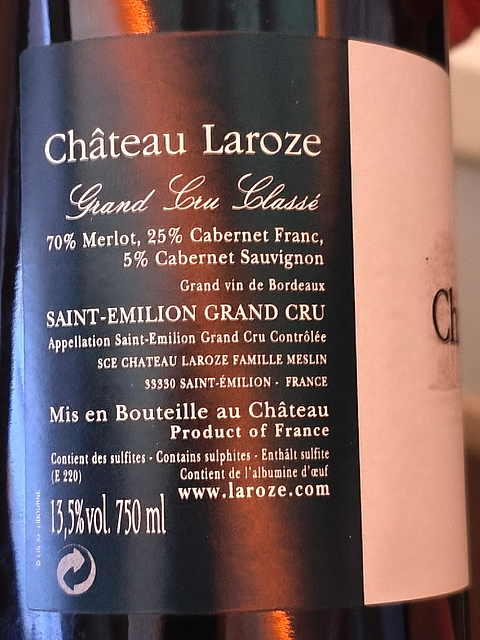 Château Laroze
Grand Cru Classé
70% Merlot, 25% Cabernet Franc,
5% Cabernet Sauvignon
Grand vin de Bordeaux
SAINT-EMILION GRAND CRU
Appellation Saint-Emilion Grand Cru Contrôlée
SCE CHATEAU LAROZE FAMILLE MESLIN
33330 SAINT-ÉMILION - FRANCE
Mis en Bouteille au Château
Product of France
Contient des sulfites - Contains sulphites - Enthält sulfite
(E 220) Contient de l'albumine d'œuf
www.laroze.com
13,5%vol. 750 ml
Ch